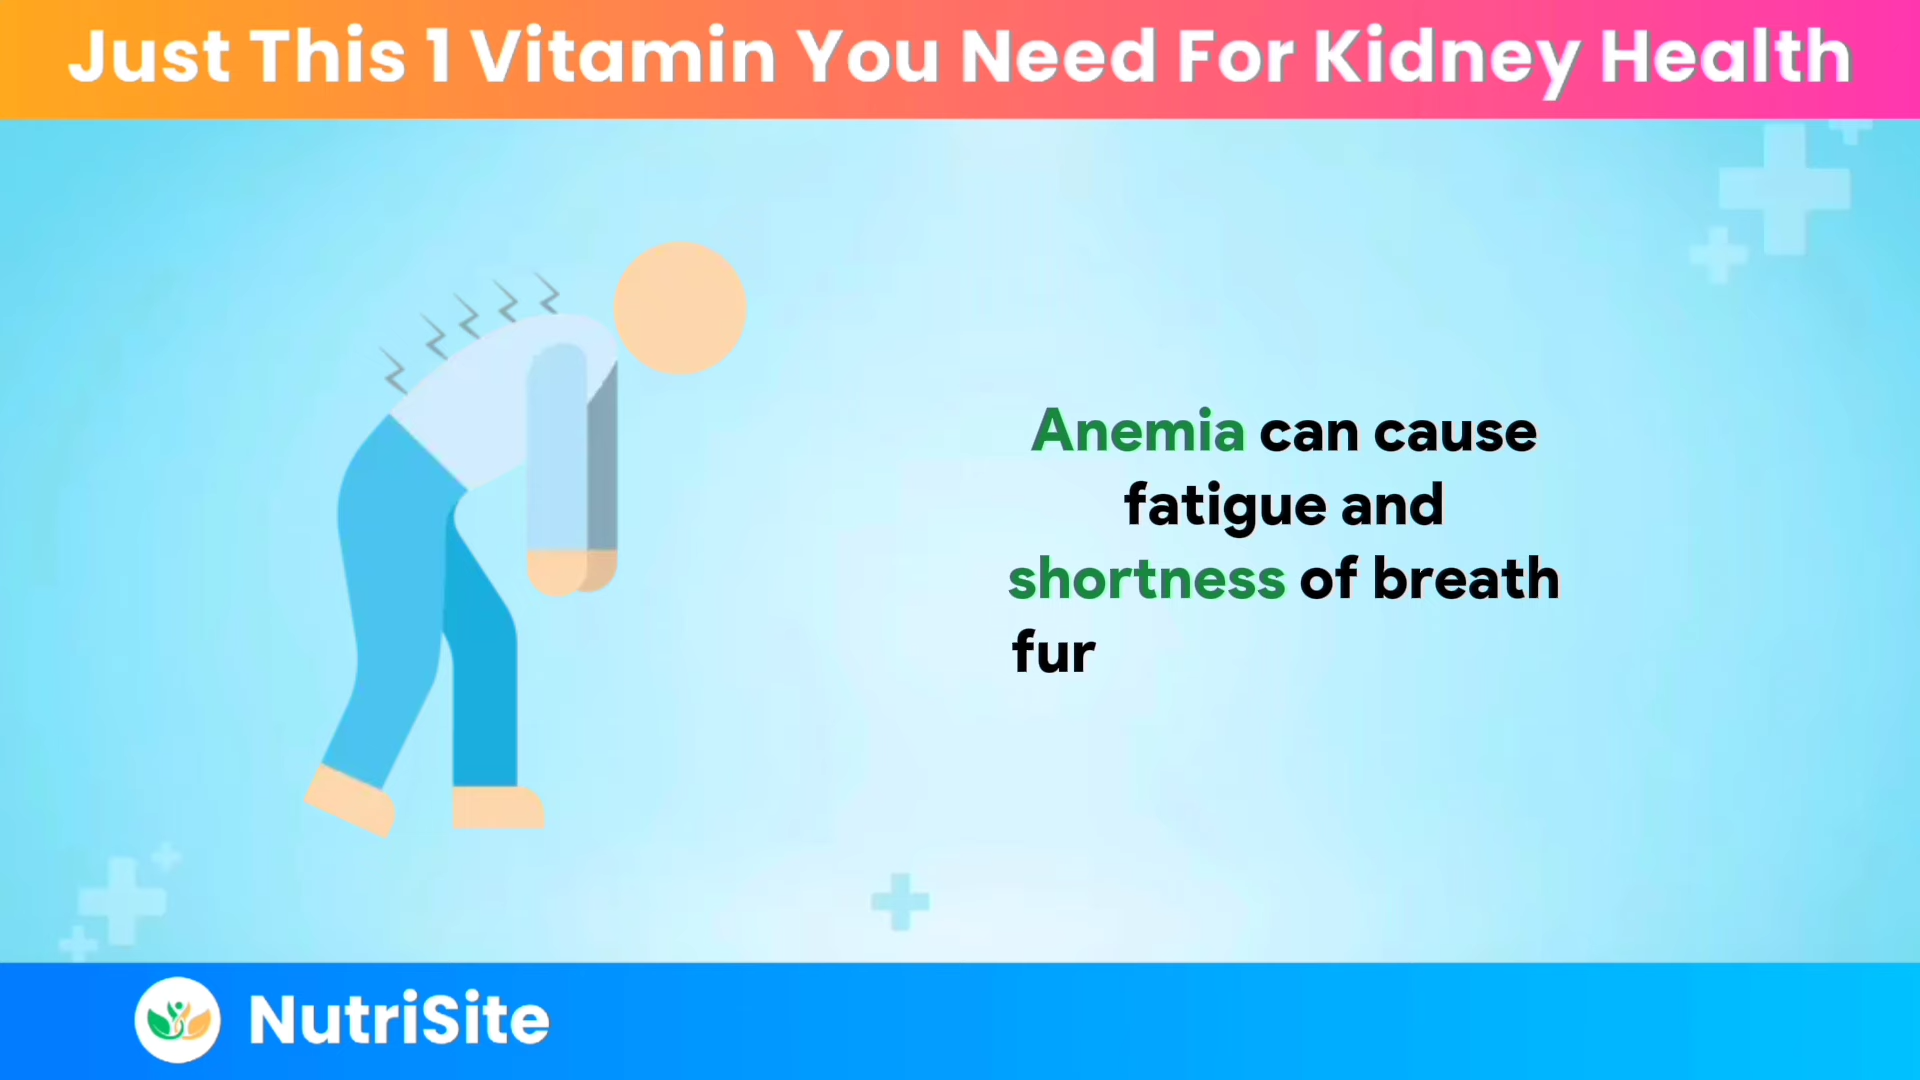 Just This 1 Vitamin You Need For Kidney Health
Anemia can cause
fatigue and
shortness of breath
fur
NutriSite